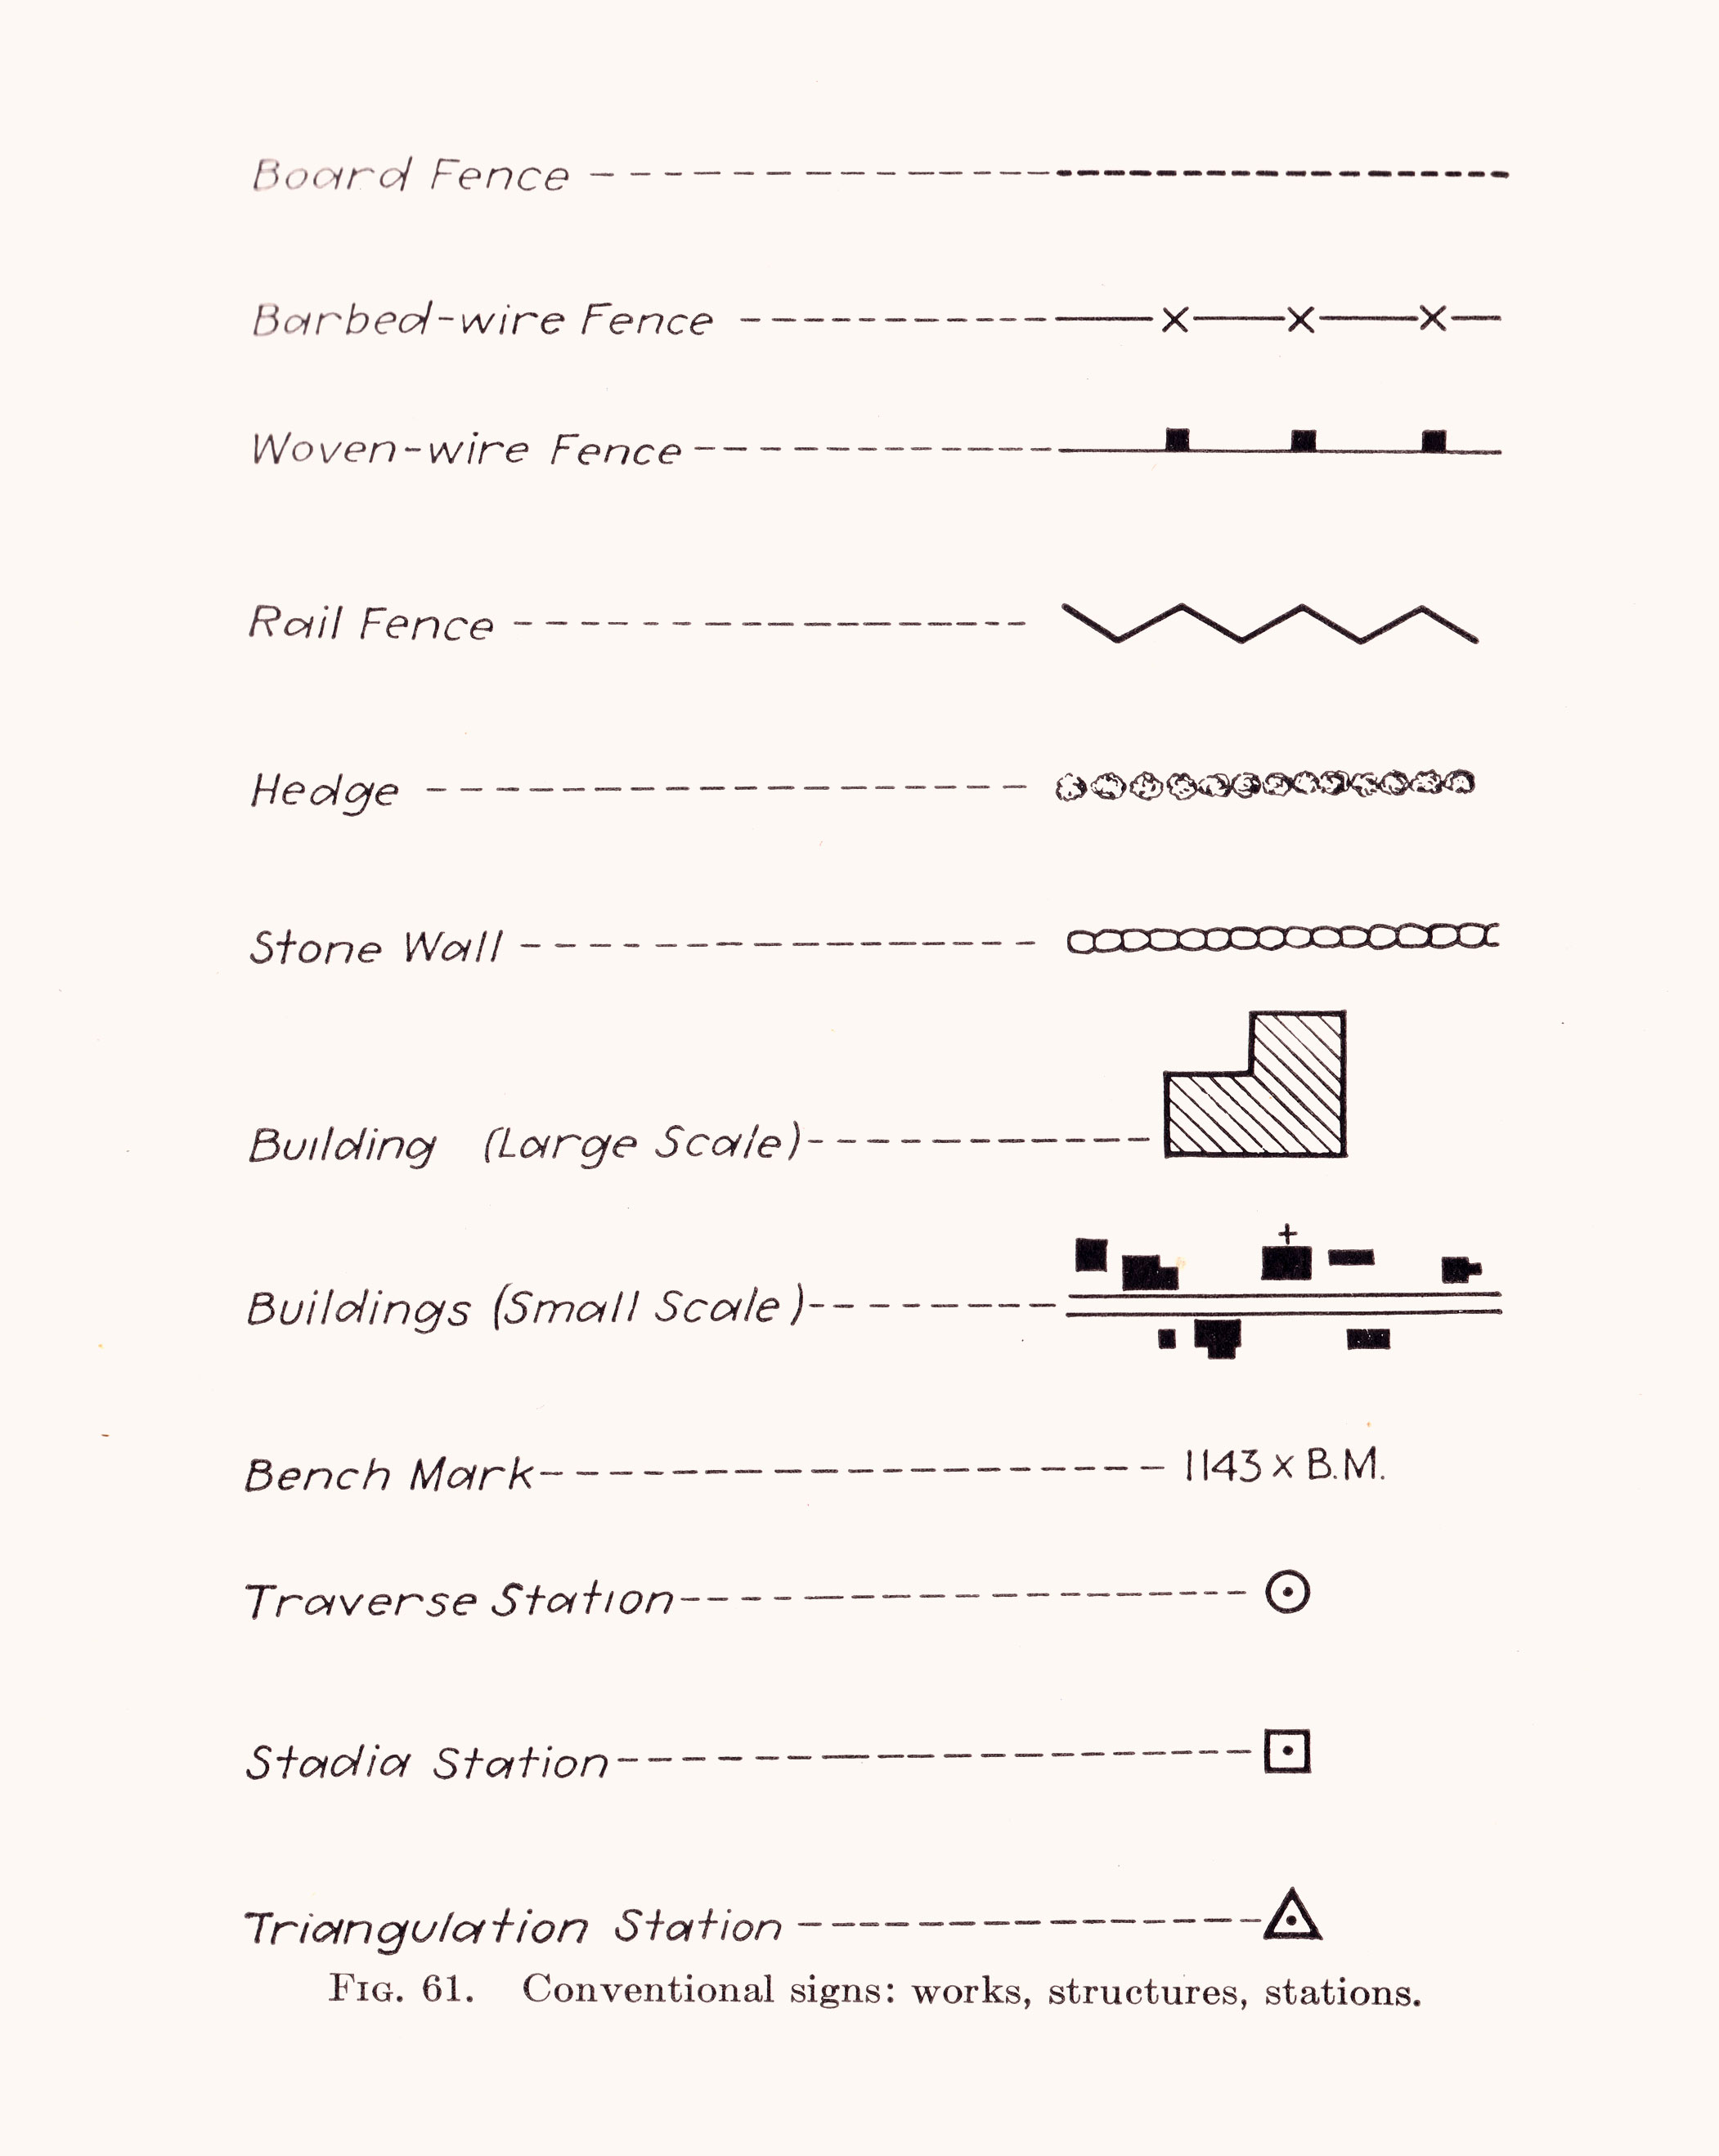 Board Fence
Barbed-wire Fence
Woven-wire Fence
Rail Fence
Hedge
Stone Wall
Building (Large Scale)
Buildings (Small Scale)
Bench Mark 1143 x B.M.
Traverse Station
Stadia Station
Triangulation Station
Fig. 61. Conventional signs: works, structures, stations.